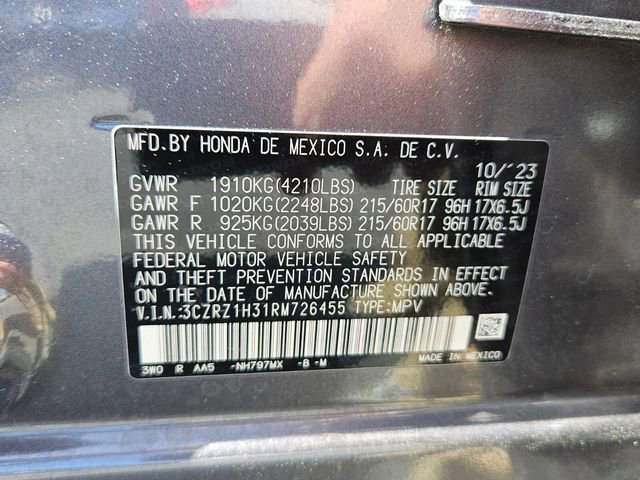 MFD.BY HONDA DE MEXICO S.A. DE C.V.
10/'23
GVWR 1910KG(4210LBS) TIRE SIZE RIM SIZE
GAWR F 1020KG(2248LBS) 215/60R17 96H 17X6.5J
GAWR R 925KG(2039LBS) 215/60R17 96H 17X6.5J
THIS VEHICLE CONFORMS TO ALL APPLICABLE
FEDERAL MOTOR VEHICLE SAFETY
AND THEFT PREVENTION STANDARDS IN EFFECT
ON THE DATE OF MANUFACTURE SHOWN ABOVE.
V.I.N.:3CZRZ1H31RM726455 TYPE:MPV
3W0 R AA5 -NH797MX -B -M MADE IN MEXICO